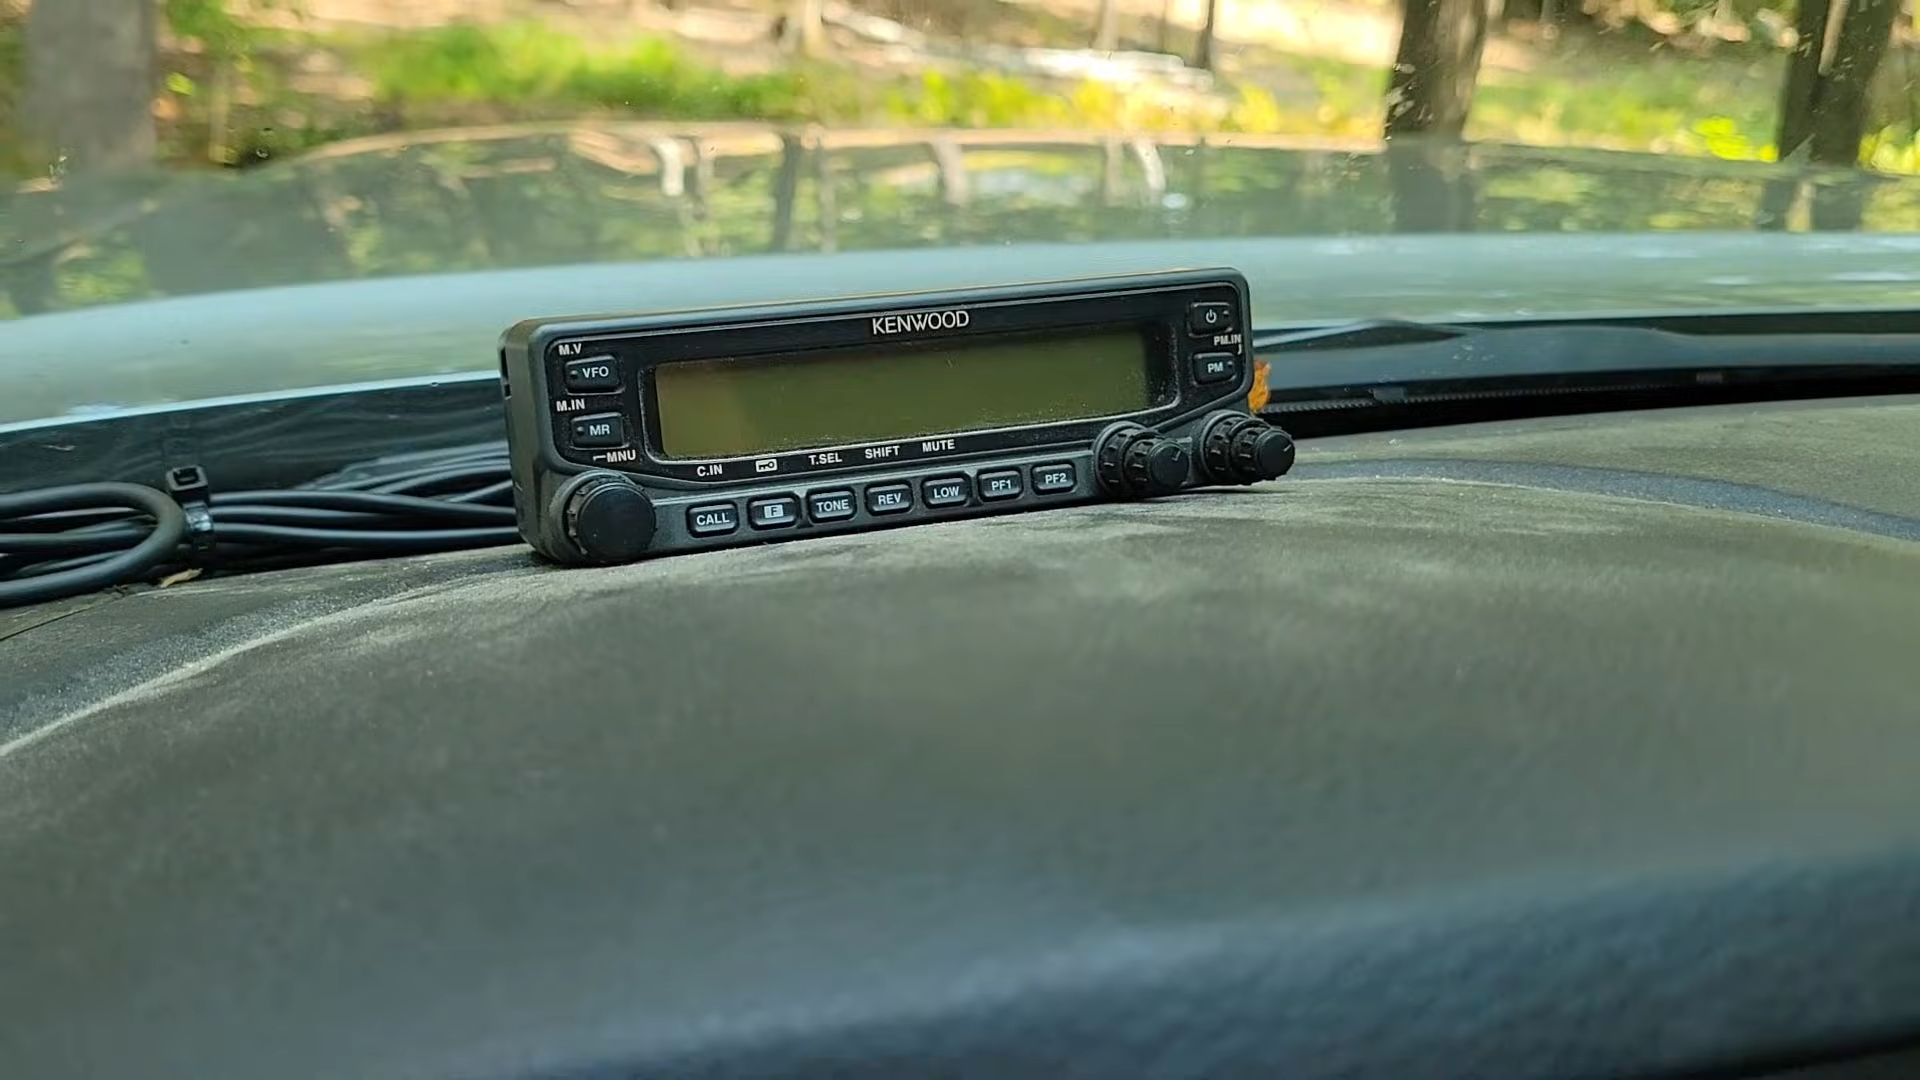 KENWOOD
M.V
VFO
M.IN
MR
MNU
PM.IN
PM
C.IN
T.SEL
SHIFT
MUTE
CALL
F
TONE
REV
LOW
PF1
PF2